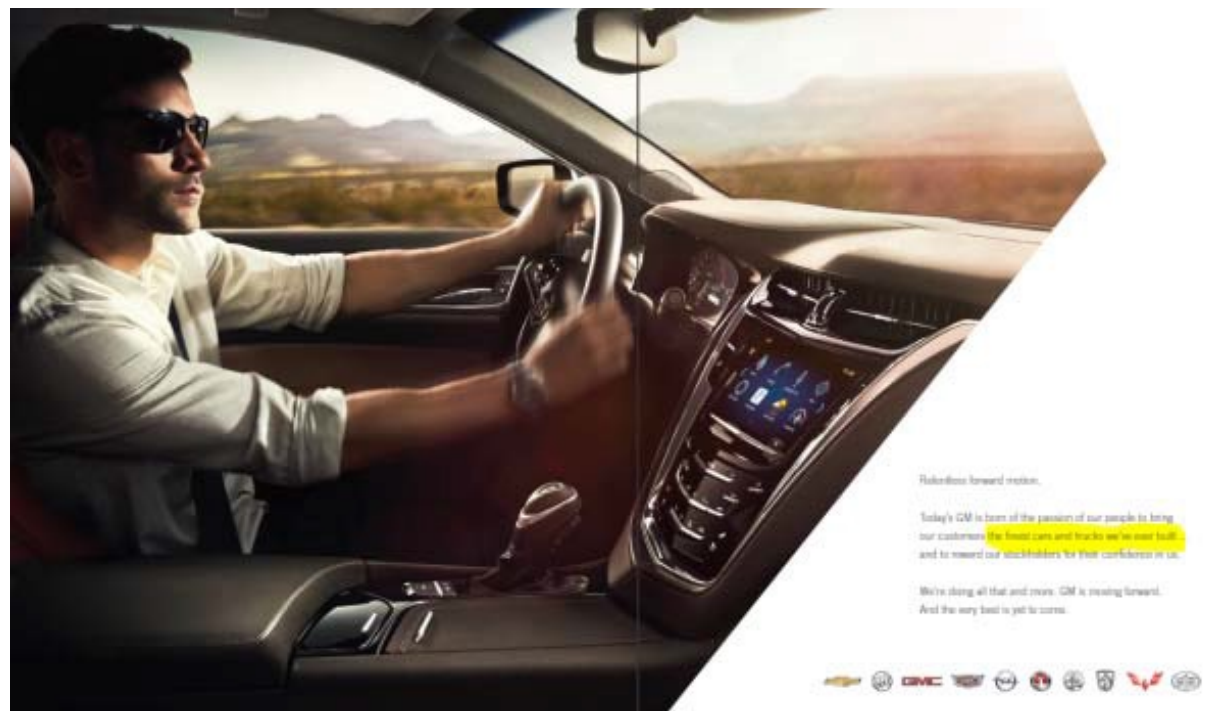 Relentless forward motion.
Today's GM is born of the passion of our people to bring
our customers the finest cars and trucks we've ever built...
and to reward our stockholders for their confidence in us.
We're doing all that and more. GM is moving forward.
And the very best is yet to come.
GMC